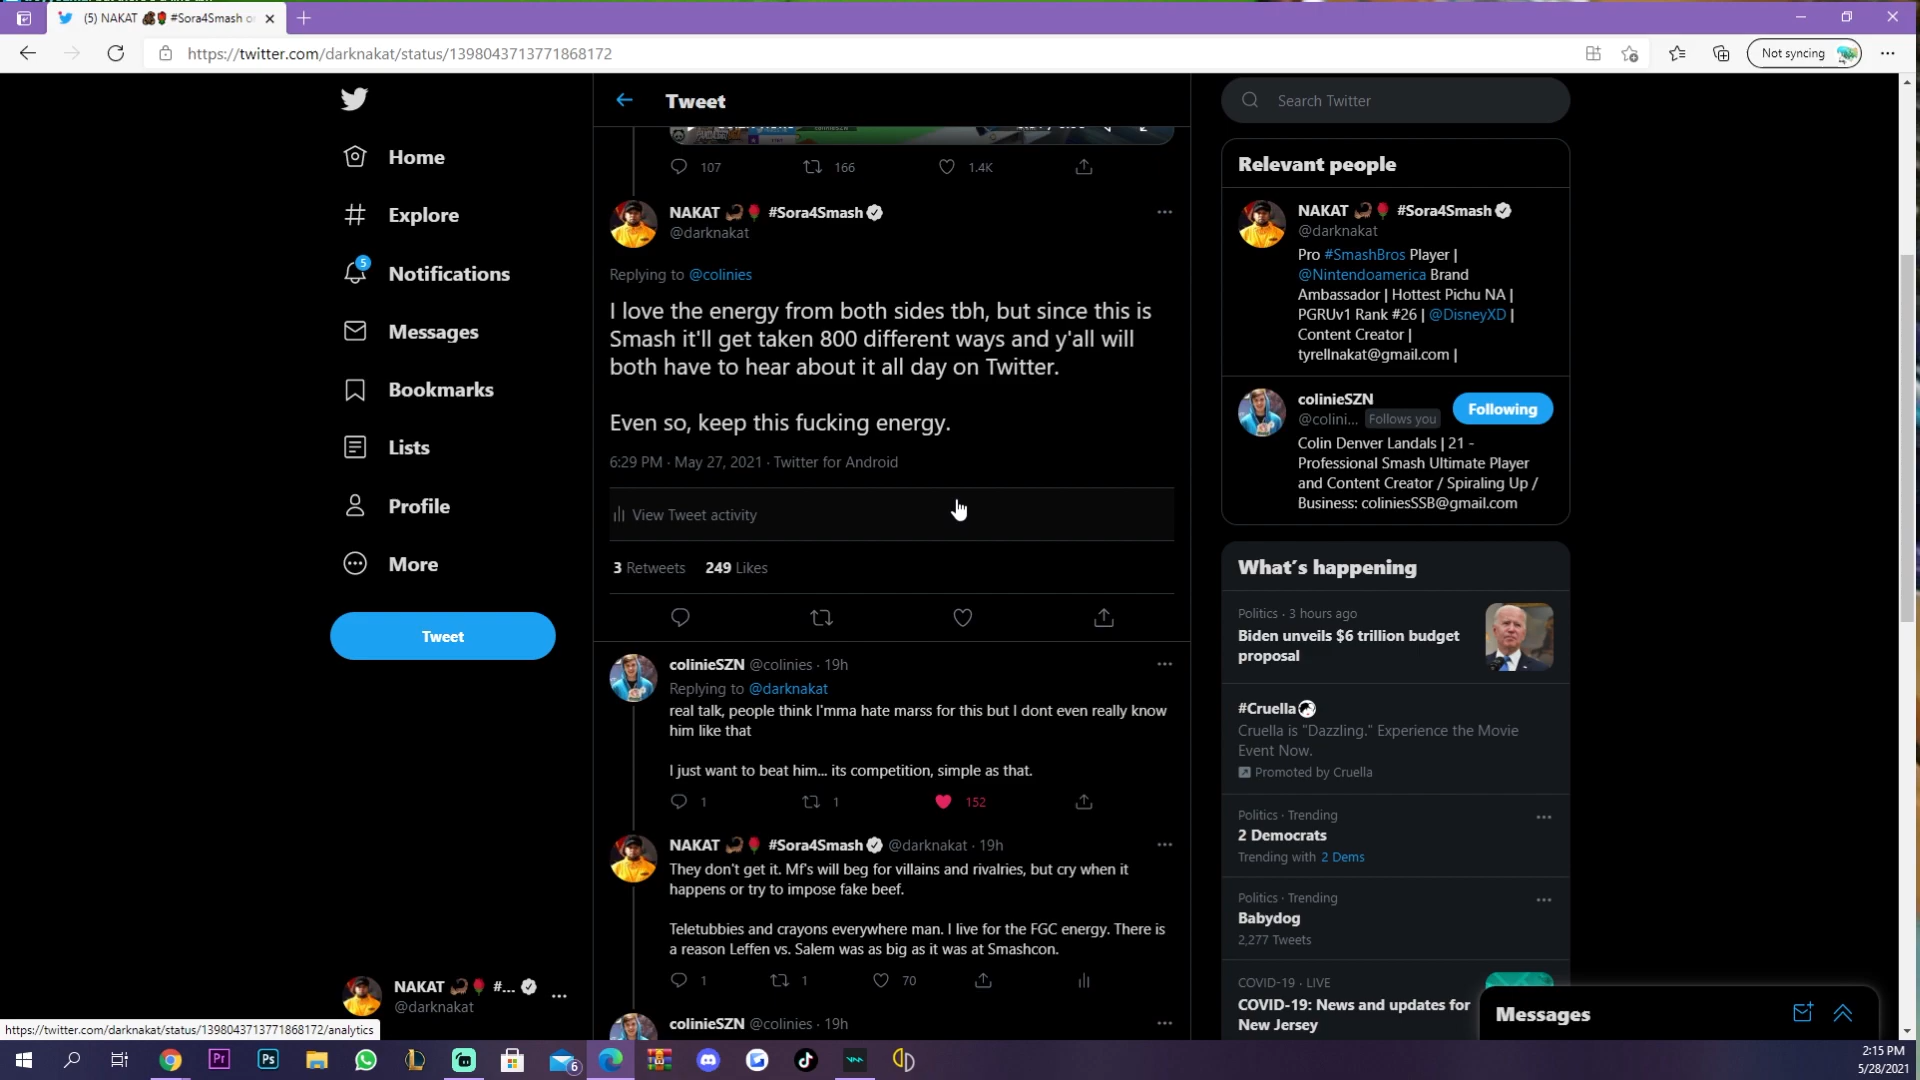 (5) NAKAT #Sora4Smash o
https://twitter.com/darknakat/status/1398043713771868172
Not syncing
Home
Explore
5
Notifications
Messages
Bookmarks
Lists
Profile
More
Tweet
NAKAT #...
@darknakat
https://twitter.com/darknakat/status/1398043713771868172/analytics
Tweet
107 166 1.4K
NAKAT #Sora4Smash
@darknakat
Replying to @colinies
I love the energy from both sides tbh, but since this is
Smash it'll get taken 800 different ways and y'all will
both have to hear about it all day on Twitter.
Even so, keep this fucking energy.
6:29 PM · May 27, 2021 · Twitter for Android
View Tweet activity
3 Retweets 249 Likes
colinieSZN @colinies · 19h
Replying to @darknakat
real talk, people think I'mma hate marss for this but I dont even really know
him like that
I just want to beat him... its competition, simple as that.
1 1 152
NAKAT #Sora4Smash @darknakat · 19h
They don't get it. Mf's will beg for villains and rivalries, but cry when it
happens or try to impose fake beef.
Teletubbies and crayons everywhere man. I live for the FGC energy. There is
a reason Leffen vs. Salem was as big as it was at Smashcon.
1 1 70
colinieSZN @colinies · 19h
Search Twitter
Relevant people
NAKAT #Sora4Smash
@darknakat
Pro #SmashBros Player |
@Nintendoamerica Brand
Ambassador | Hottest Pichu NA |
PGRUv1 Rank #26 | @DisneyXD |
Content Creator |
tyrellnakat@gmail.com |
colinieSZN
@colini... Follows you
Following
Colin Denver Landals | 21 -
Professional Smash Ultimate Player
and Content Creator / Spiraling Up /
Business: coliniesSSB@gmail.com
What's happening
Politics · 3 hours ago
Biden unveils $6 trillion budget
proposal
#Cruella
Cruella is "Dazzling." Experience the Movie
Event Now.
Promoted by Cruella
Politics · Trending
2 Democrats
Trending with 2 Dems
Politics · Trending
Babydog
2,277 Tweets
COVID-19 · LIVE
COVID-19: News and updates for
New Jersey
Messages
Pr
Ps
6
2:15 PM
5/28/2021